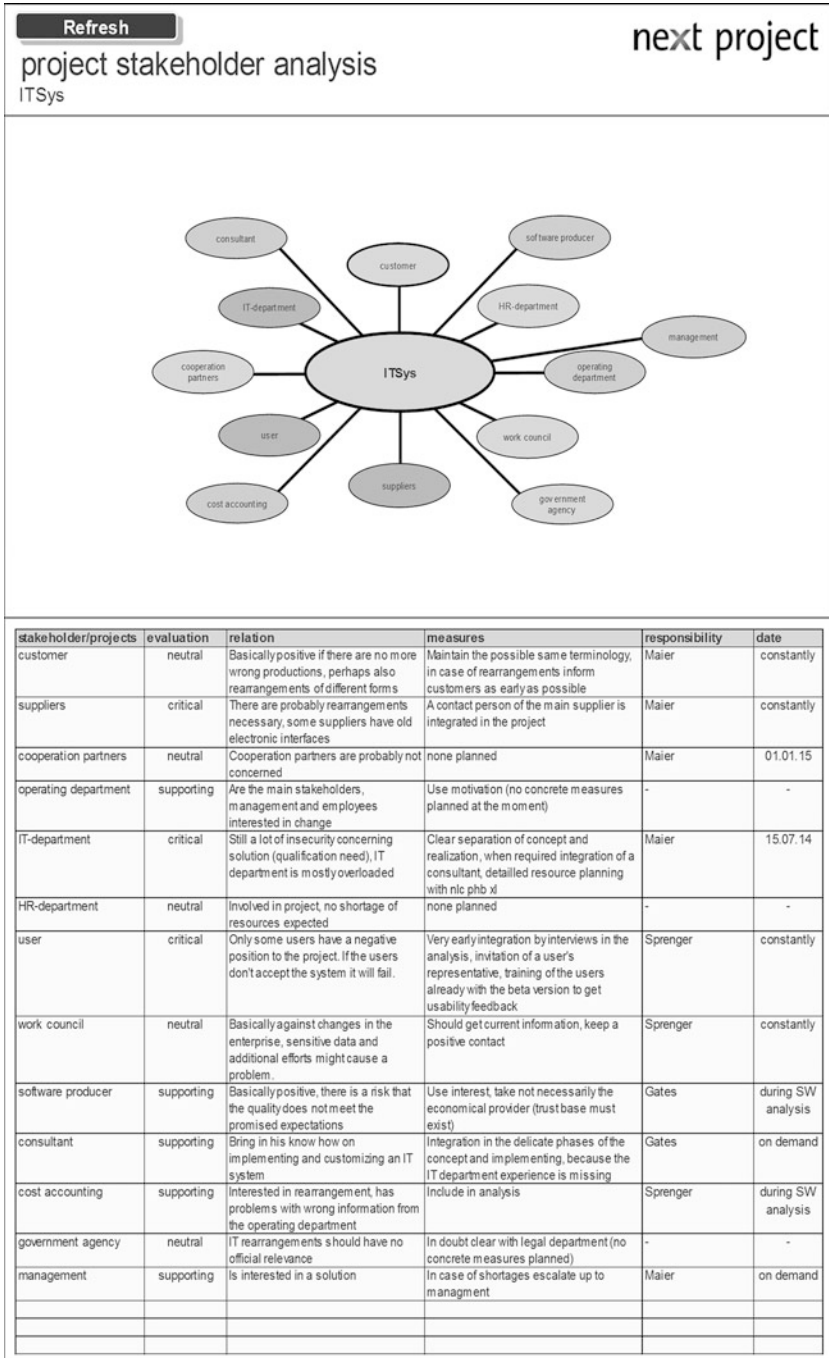 Refresh
next project
project stakeholder analysis
ITSys
consultant
software producer
customer
IT-department
HR-department
management
cooperation
partners
ITSys
operating
department
user
work council
suppliers
cost accounting
government
agency
stakeholder/projects evaluation relation measures responsibility date
customer neutral Basically positive if there are no more Maintain the possible same terminology, Maier constantly
wrong productions, perhaps also in case of rearrangements inform
rearrangements of different forms customers as early as possible
suppliers critical There are probably rearrangements A contact person of the main supplier is Maier constantly
necessary, some suppliers have old integrated in the project
electronic interfaces
cooperation partners neutral Cooperation partners are probably not none planned Maier 01.01.15
concerned
operating department supporting Are the main stakeholders, Use motivation (no concrete measures - -
management and employees planned at the moment)
interested in change
IT-department critical Still a lot of insecurity concerning Clear separation of concept and Maier 15.07.14
solution (qualification need), IT realization, when required integration of a
department is mostly overloaded consultant, detailled resource planning
with nlc phb xl
HR-department neutral Involved in project, no shortage of none planned - -
resources expected
user critical Only some users have a negative Very early integration by interviews in the Sprenger constantly
position to the project. If the users analysis, invitation of a user's
don't accept the system it will fail. representative, training of the users
already with the beta version to get
usability feedback
work council neutral Basically against changes in the Should get current information, keep a Sprenger constantly
enterprise, sensitive data and positive contact
additional efforts might cause a
problem.
software producer supporting Basically positive, there is a risk that Use interest, take not necessarily the Gates during SW
the quality does not meet the economical provider (trust base must analysis
promised expectations exist)
consultant supporting Bring in his know how on Integration in the delicate phases of the Gates on demand
implementing and customizing an IT concept and implementing, because the
system IT department experience is missing
cost accounting supporting Interested in rearrangement, has Include in analysis Sprenger during SW
problems with wrong information from analysis
the operating department
government agency neutral IT rearrangements should have no In doubt clear with legal department (no - -
official relevance concrete measures planned)
management supporting Is interested in a solution In case of shortages escalate up to Maier on demand
managment